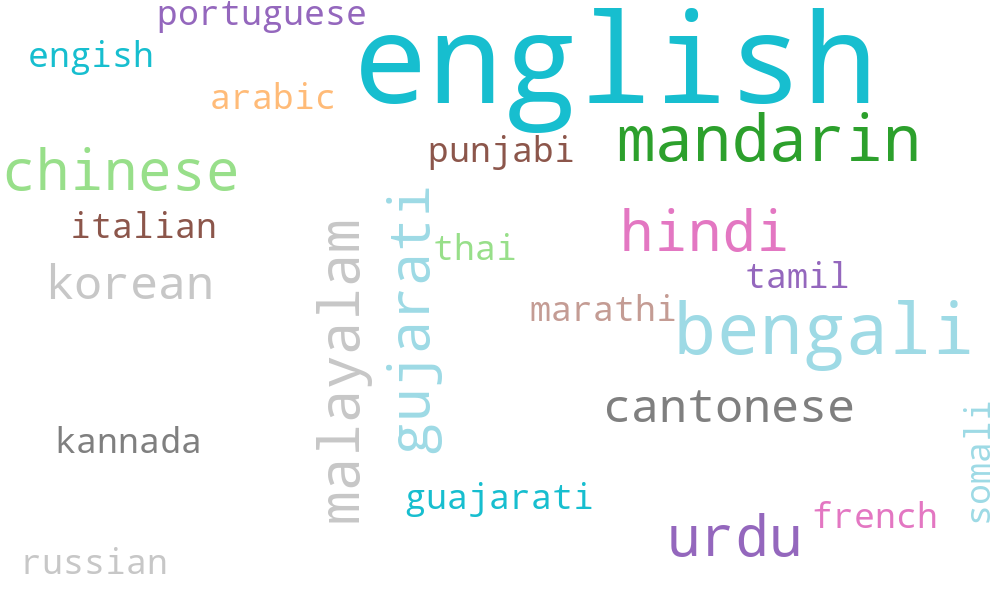 portuguese
english
engish
arabic
mandarin
punjabi
chinese
italian
hindi
gujarati
malayalam
thai
korean
tamil
marathi
bengali
cantonese
kannada
somali
guajarati
french
urdu
russian